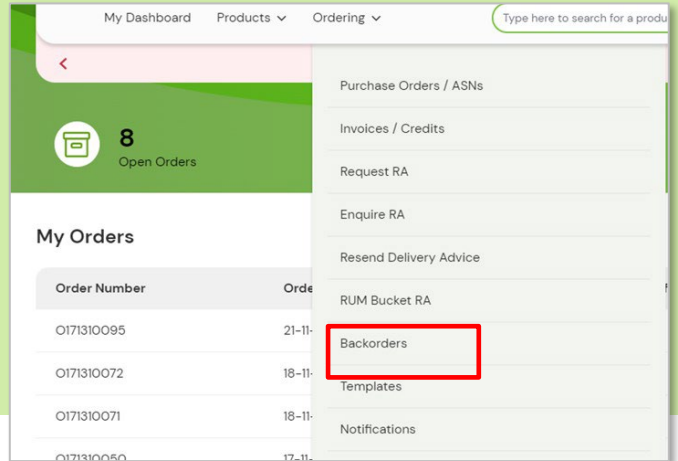 My Dashboard Products Ordering Type here to search for a produ
Purchase Orders / ASNs
Invoices / Credits
8
Open Orders
Request RA
Enquire RA
My Orders
Resend Delivery Advice
Order Number Orde
RUM Bucket RA
O171310095 21-11-
Backorders
O171310072 18-11-
Templates
O171310071 18-11-
Notifications
O171310050 17-11-